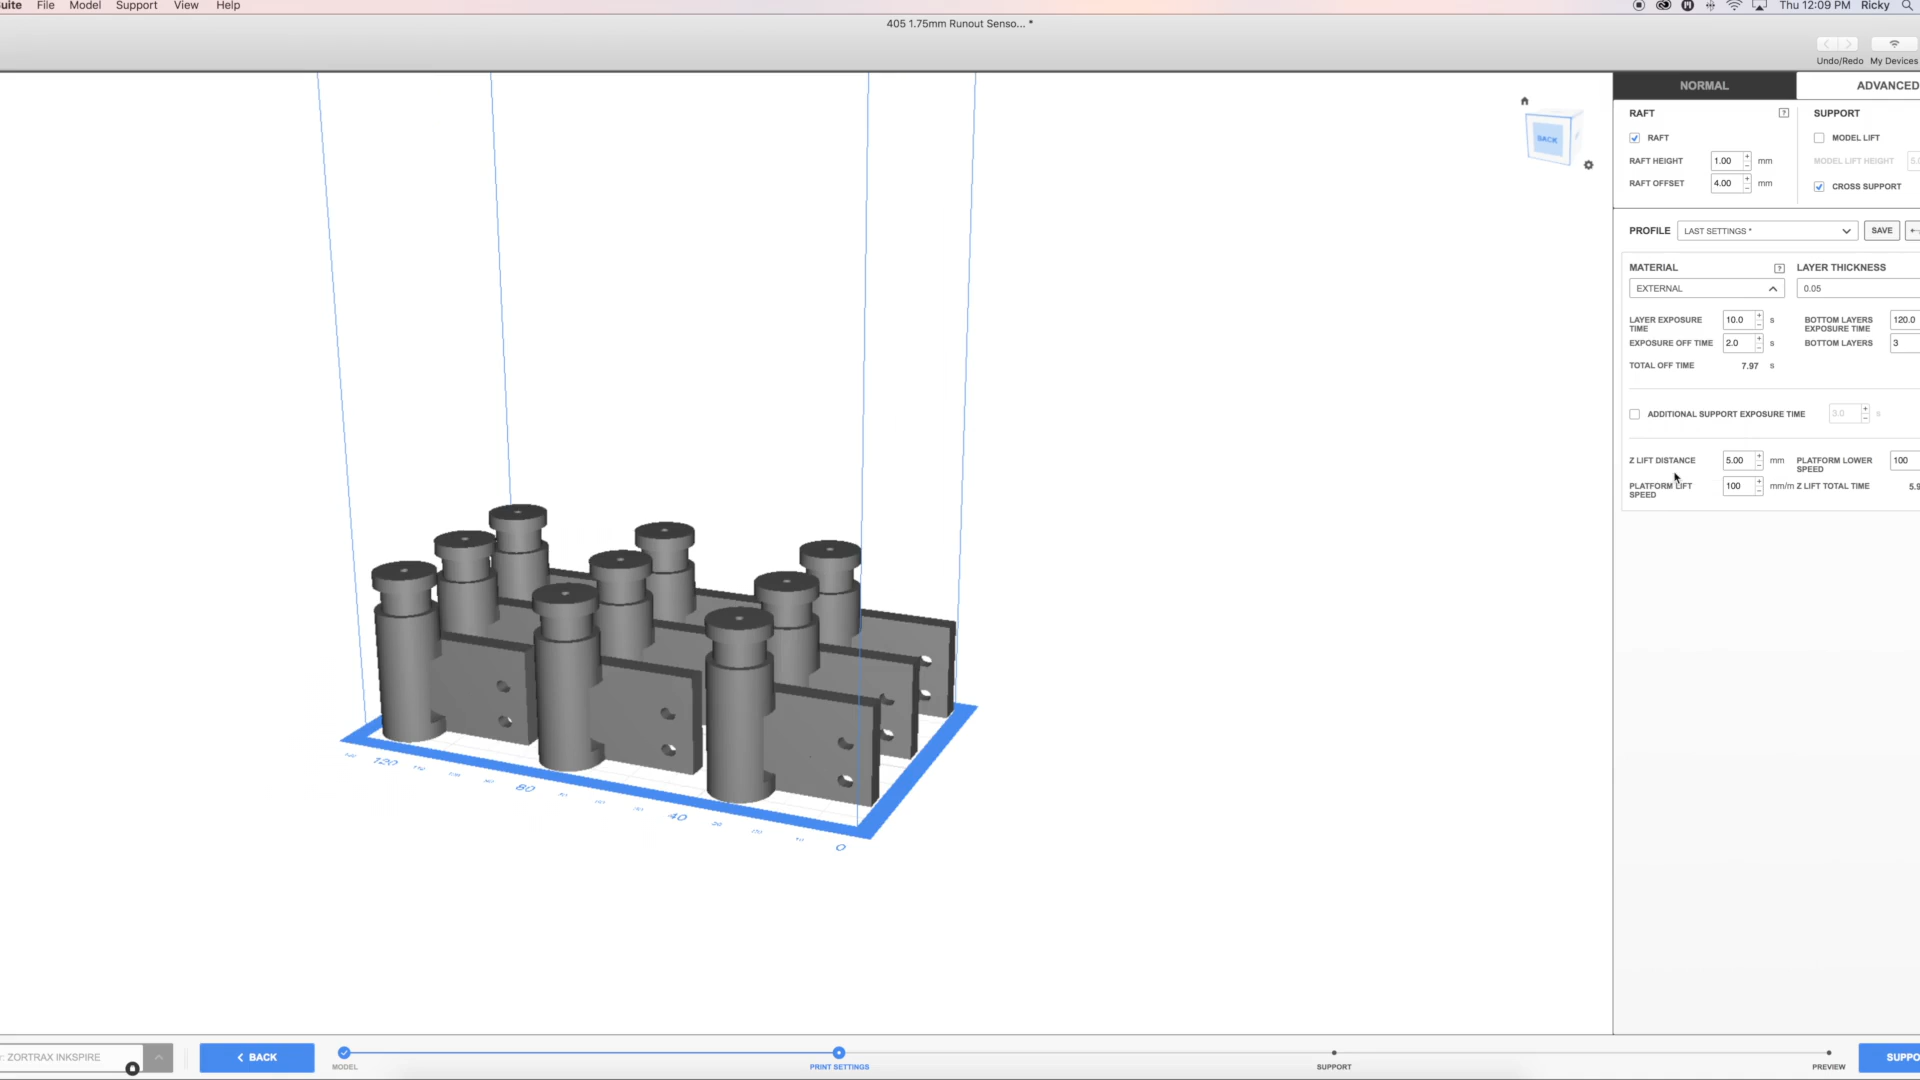 uite File Model Support View Help Thu 12:09 PM Ricky
405 1.75mm Runout Senso... *
Undo/Redo My Devices
NORMAL ADVANCED
RAFT ? SUPPORT
RAFT MODEL LIFT
RAFT HEIGHT 1.00 mm MODEL LIFT HEIGHT 5.0
RAFT OFFSET 4.00 mm CROSS SUPPORT
PROFILE LAST SETTINGS * SAVE
MATERIAL ? LAYER THICKNESS
EXTERNAL 0.05
LAYER EXPOSURE TIME 10.0 s BOTTOM LAYERS EXPOSURE TIME 120.0
EXPOSURE OFF TIME 2.0 s BOTTOM LAYERS 3
TOTAL OFF TIME 7.97 s
ADDITIONAL SUPPORT EXPOSURE TIME 3.0 s
Z LIFT DISTANCE 5.00 mm PLATFORM LOWER SPEED 100
PLATFORM LIFT SPEED 100 mm/m Z LIFT TOTAL TIME 5.9
BACK
120 80 40 0
ZORTRAX INKSPIRE BACK MODEL PRINT SETTINGS SUPPORT PREVIEW SUPPO